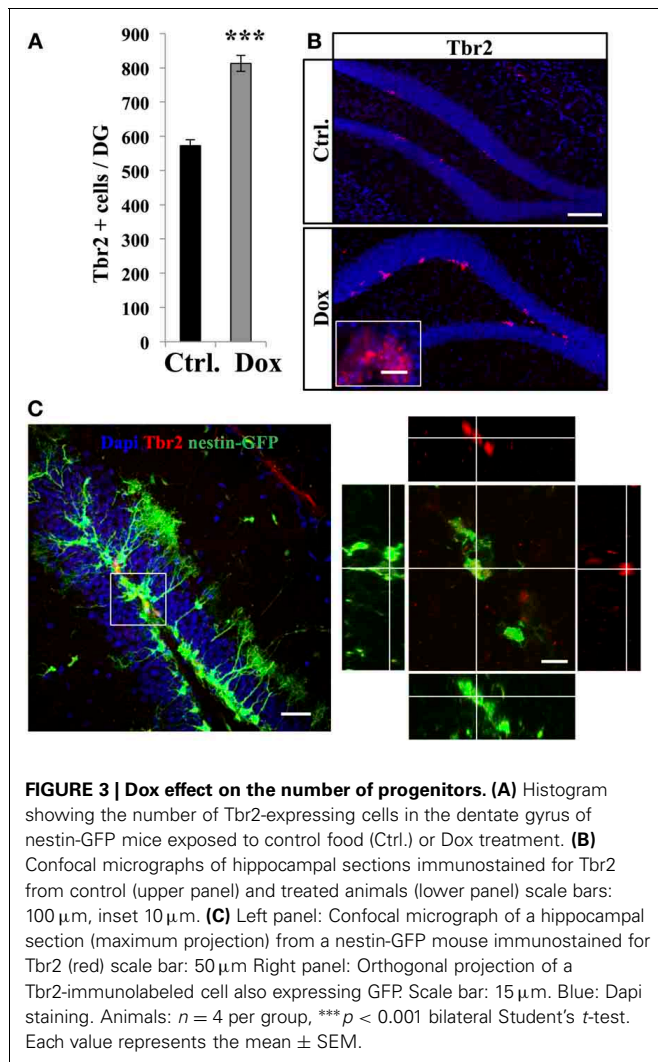 A
***
900
800
700
600
500
400
300
200
100
0
Tbr2 + cells / DG
Ctrl. Dox
B
Tbr2
Ctrl.
Dox
C
Dapi Tbr2 nestin-GFP
FIGURE 3 | Dox effect on the number of progenitors. (A) Histogram
showing the number of Tbr2-expressing cells in the dentate gyrus of
nestin-GFP mice exposed to control food (Ctrl.) or Dox treatment. (B)
Confocal micrographs of hippocampal sections immunostained for Tbr2
from control (upper panel) and treated animals (lower panel) scale bars:
100 μm, inset 10 μm. (C) Left panel: Confocal micrograph of a hippocampal
section (maximum projection) from a nestin-GFP mouse immunostained for
Tbr2 (red) scale bar: 50 μm Right panel: Orthogonal projection of a
Tbr2-immunolabeled cell also expressing GFP. Scale bar: 15 μm. Blue: Dapi
staining. Animals: n = 4 per group, ***p < 0.001 bilateral Student's t-test.
Each value represents the mean ± SEM.